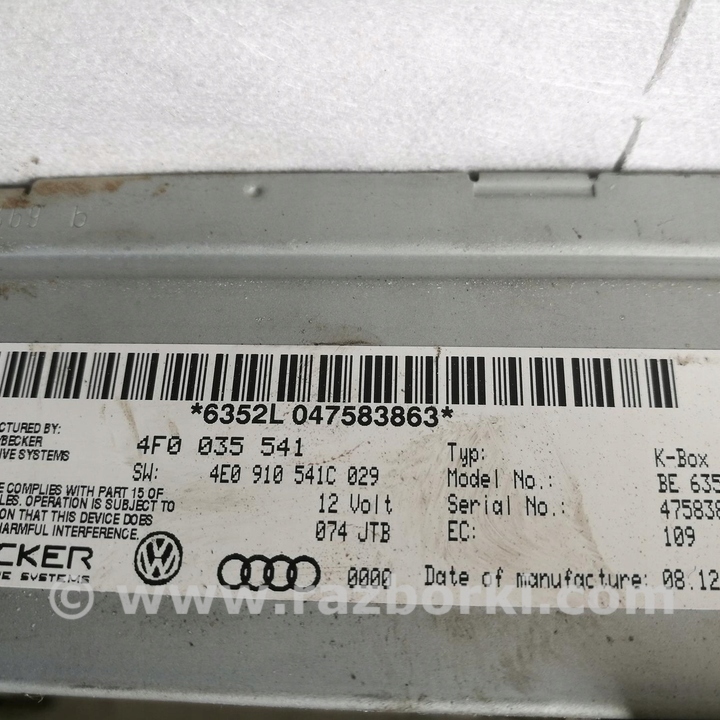 *6352L 047583863*
CTURED BY:
BECKER
IVE SYSTEMS
4F0 035 541
SW: 4E0 910 541C 029
12 Volt
074 JTB
0000
E COMPLIES WITH PART 15 OF
LES. OPERATION IS SUBJECT TO
ON THAT THIS DEVICE DOES
HARMFUL INTERFERENCE.
CKER
E SYSTEMS
Typ: K-Box
Model No.: BE 635
Serial No.: 475838
EC: 109
Date of manufacture: 08.12
© www.razborki.com